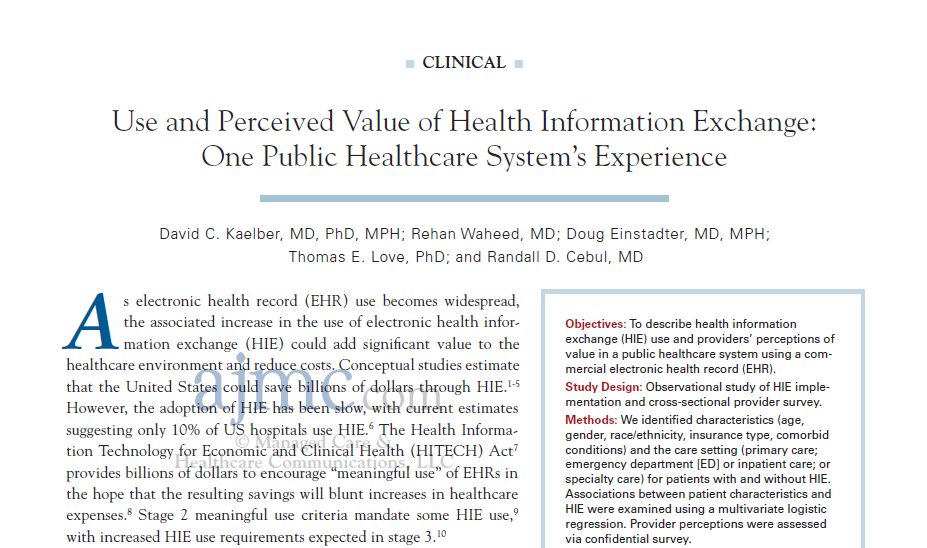 CLINICAL
Use and Perceived Value of Health Information Exchange:
One Public Healthcare System's Experience
David C. Kaelber, MD, PhD, MPH; Rehan Waheed, MD; Doug Einstadter, MD, MPH;
Thomas E. Love, PhD; and Randall D. Cebul, MD
As electronic health record (EHR) use becomes widespread,
the associated increase in the use of electronic health infor-
mation exchange (HIE) could add significant value to the
healthcare environment and reduce costs. Conceptual studies estimate
that the United States could save billions of dollars through HIE.1-5
However, the adoption of HIE has been slow, with current estimates
suggesting only 10% of US hospitals use HIE.6 The Health Informa-
tion Technology for Economic and Clinical Health (HITECH) Act7
provides billions of dollars to encourage “meaningful use” of EHRs in
the hope that the resulting savings will blunt increases in healthcare
expenses.8 Stage 2 meaningful use criteria mandate some HIE use,9
with increased HIE use requirements expected in stage 3.10
ajmc.com
© Managed Care &
Healthcare Communications, LLC
Objectives: To describe health information
exchange (HIE) use and providers' perceptions of
value in a public healthcare system using a com-
mercial electronic health record (EHR).
Study Design: Observational study of HIE imple-
mentation and cross-sectional provider survey.
Methods: We identified characteristics (age,
gender, race/ethnicity, insurance type, comorbid
conditions) and the care setting (primary care;
emergency department [ED] or inpatient care; or
specialty care) for patients with and without HIE.
Associations between patient characteristics and
HIE were examined using a multivariate logistic
regression. Provider perceptions were assessed
via confidential survey.